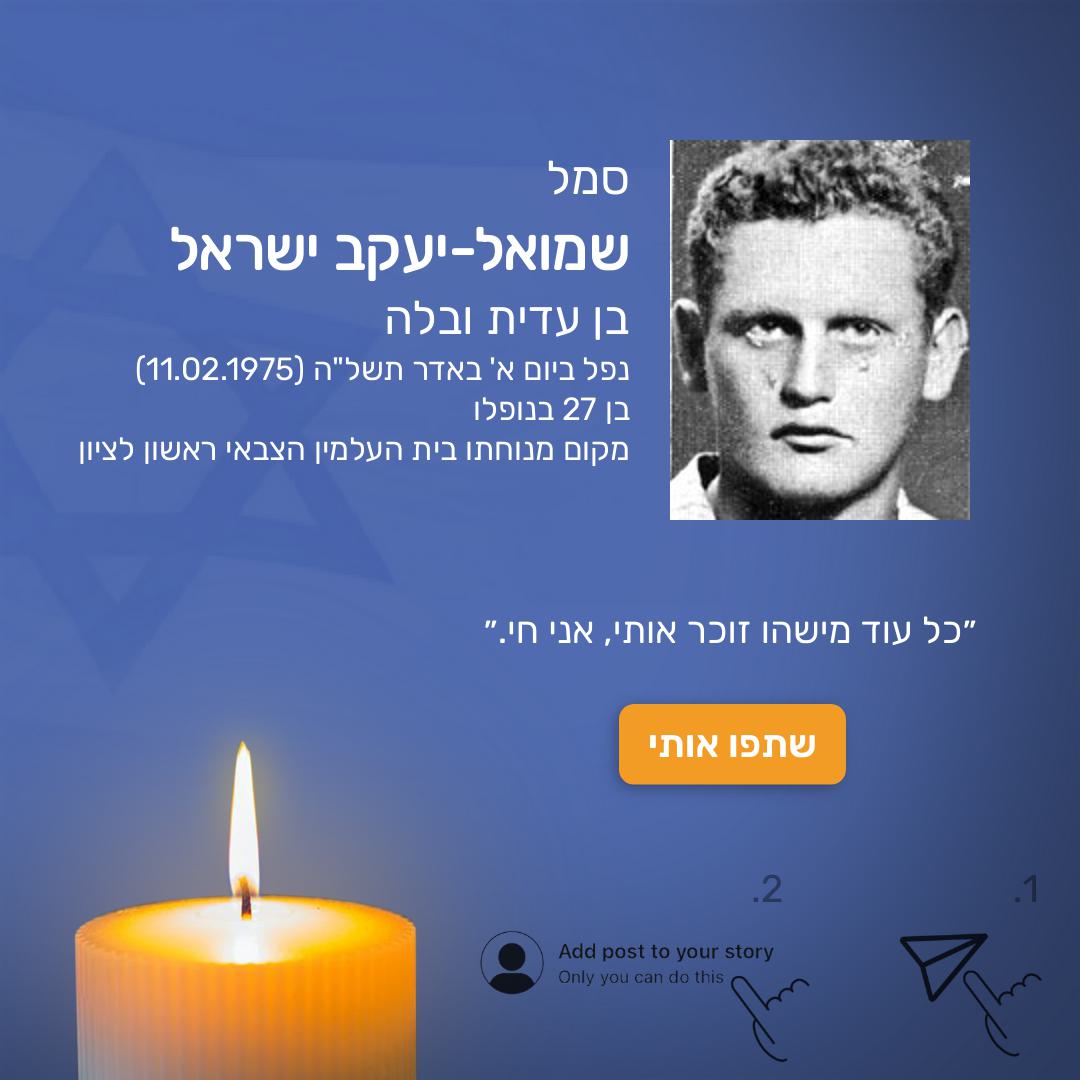 סמל
שמואל-יעקב ישראל
בן עדית ובלה
נפל ביום א' באדר תשל"ה (11.02.1975)
בן 27 בנופלו
מקום מנוחתו בית העלמין הצבאי ראשון לציון
״כל עוד מישהו זוכר אותי, אני חי.״
שתפו אותי
1.
2.
Add post to your story
Only you can do this